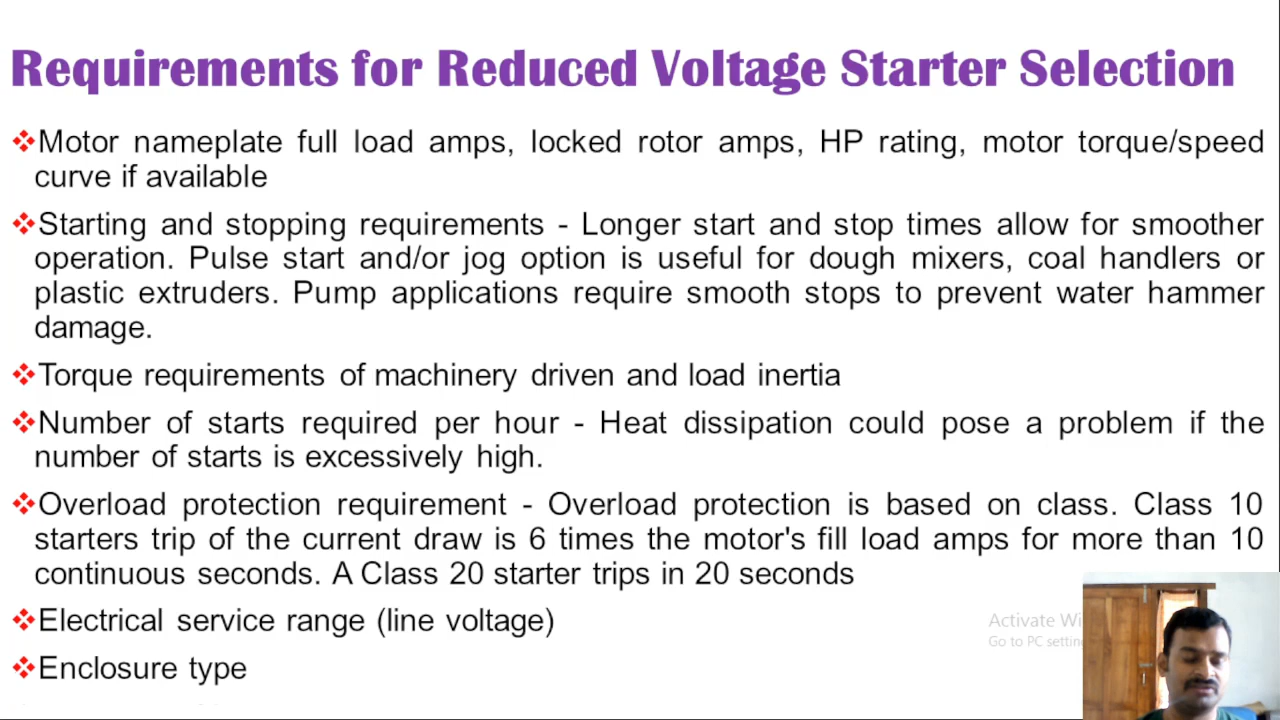 Requirements for Reduced Voltage Starter Selection
❖Motor nameplate full load amps, locked rotor amps, HP rating, motor torque/speed
curve if available
❖Starting and stopping requirements - Longer start and stop times allow for smoother
operation. Pulse start and/or jog option is useful for dough mixers, coal handlers or
plastic extruders. Pump applications require smooth stops to prevent water hammer
damage.
❖Torque requirements of machinery driven and load inertia
❖Number of starts required per hour - Heat dissipation could pose a problem if the
number of starts is excessively high.
❖Overload protection requirement - Overload protection is based on class. Class 10
starters trip of the current draw is 6 times the motor's fill load amps for more than 10
continuous seconds. A Class 20 starter trips in 20 seconds
❖Electrical service range (line voltage)
❖Enclosure type
Activate
Go to PC